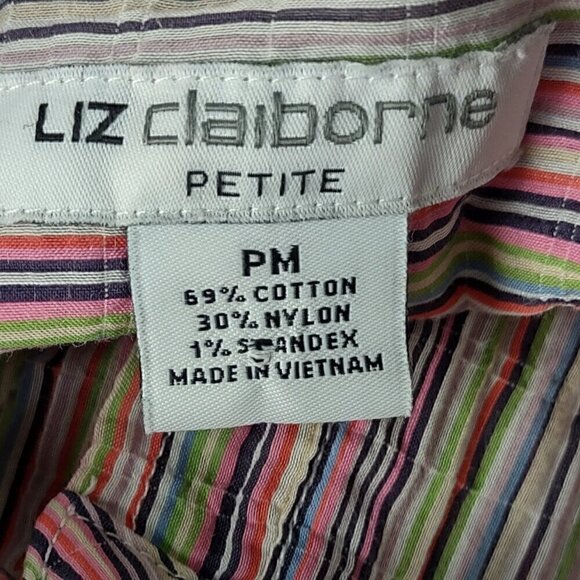 LIZ claiborne
PETITE
PM
69% COTTON
30% NYLON
1% SPANDEX
MADE IN VIETNAM